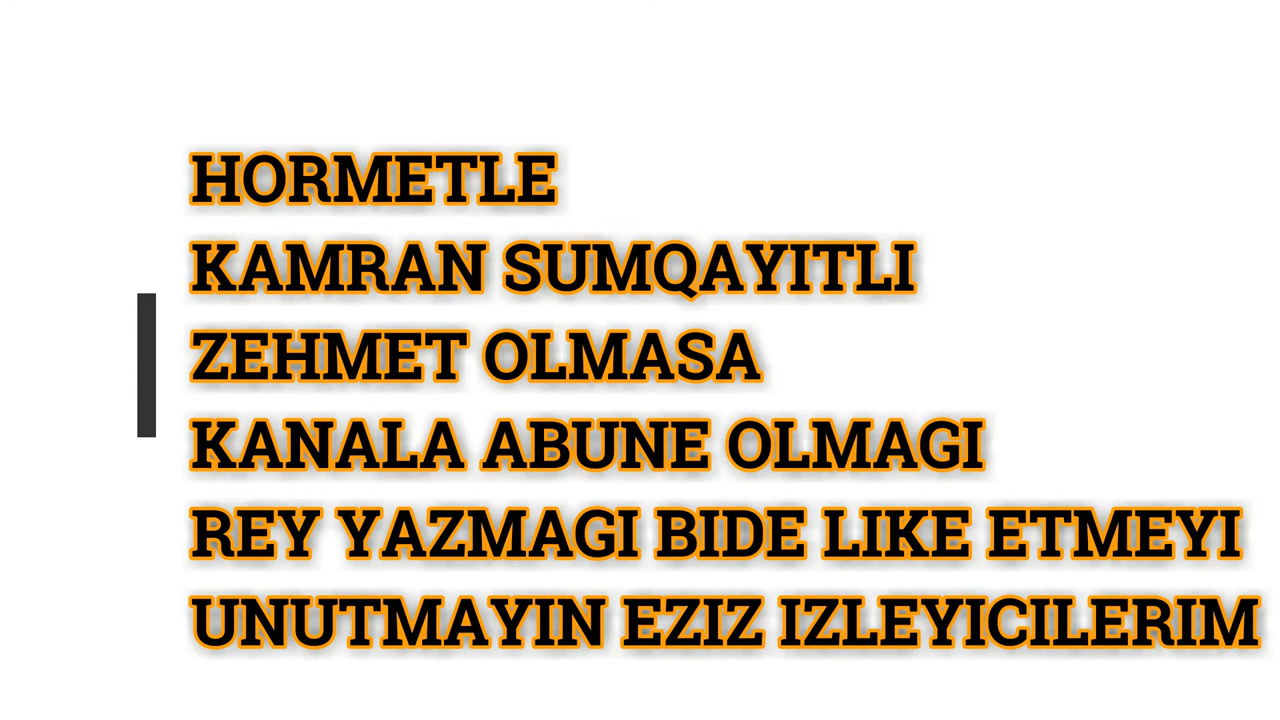 HORMETLE
KAMRAN SUMQAYITLI
ZEHMET OLMASA
KANALA ABUNE OLMAGI
REY YAZMAGI BIDE LIKE ETMEYI
UNUTMAYIN EZIZ IZLEYICILERIM